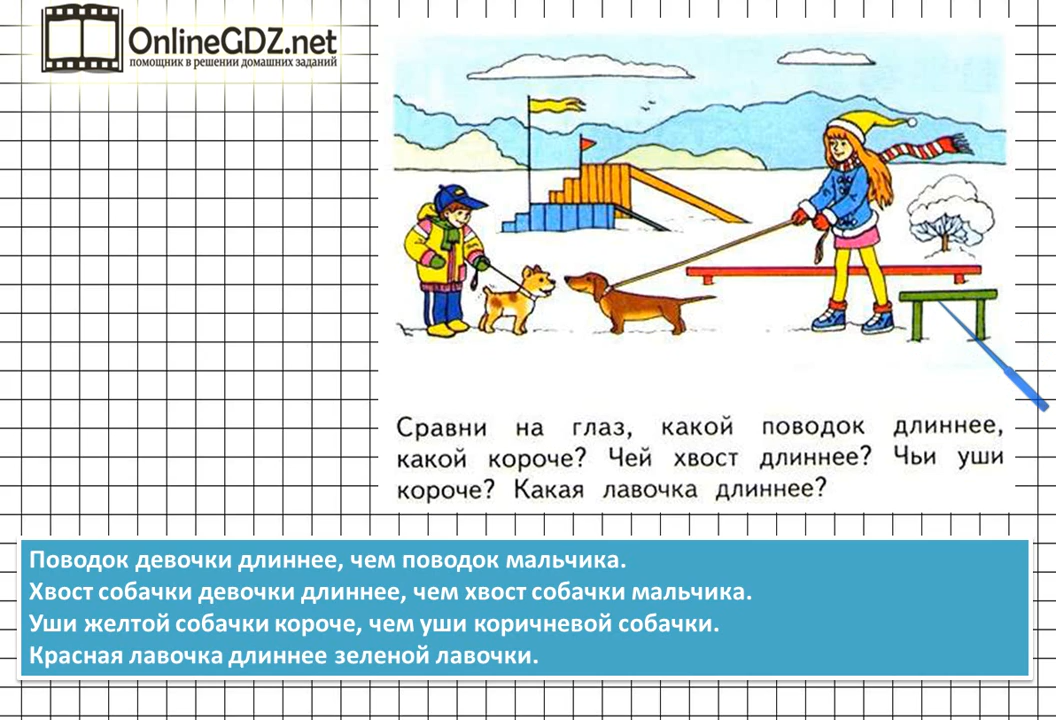 OnlineGDZ.net
помощник в решении домашних заданий
Сравни на глаз, какой поводок длиннее,
какой короче? Чей хвост длиннее? Чьи уши
короче? Какая лавочка длиннее?
Поводок девочки длиннее, чем поводок мальчика.
Хвост собачки девочки длиннее, чем хвост собачки мальчика.
Уши желтой собачки короче, чем уши коричневой собачки.
Красная лавочка длиннее зеленой лавочки.